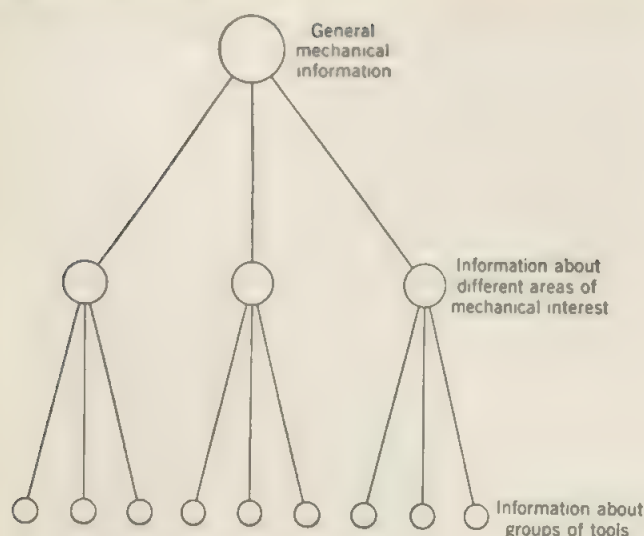 General
mechanical
information
Information about
different areas of
mechanical interest
Information about
groups of tools